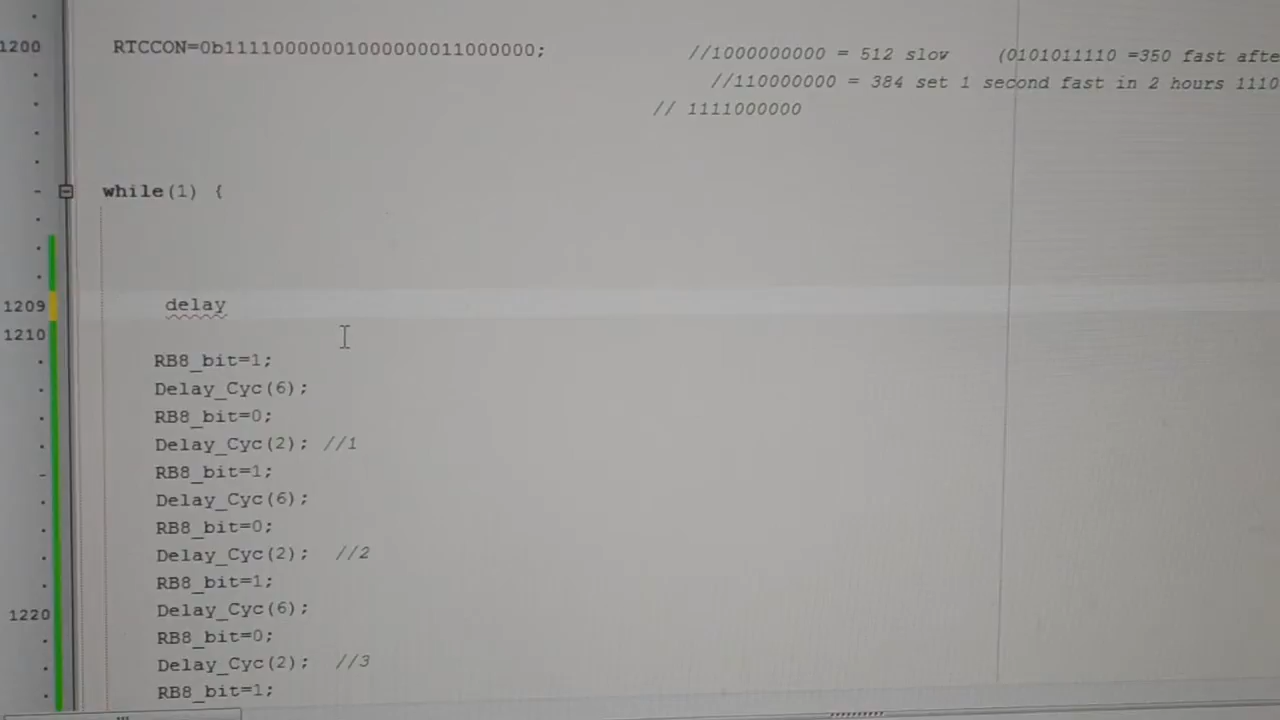 1200 RTCCON=0b11110000001000000011000000; //1000000000 = 512 slov (0101011110 =350 fast afte
//110000000 = 384 set 1 second fast in 2 hours 1110
// 1111000000
while(1) {
1209 delay
1210
RB8_bit=1;
Delay_Cyc(6);
RB8_bit=0;
Delay_Cyc(2); //1
RB8_bit=1;
Delay_Cyc(6);
RB8_bit=0;
Delay_Cyc(2); //2
RB8_bit=1;
1220 Delay_Cyc(6);
RB8_bit=0;
Delay_Cyc(2); //3
RB8_bit=1;